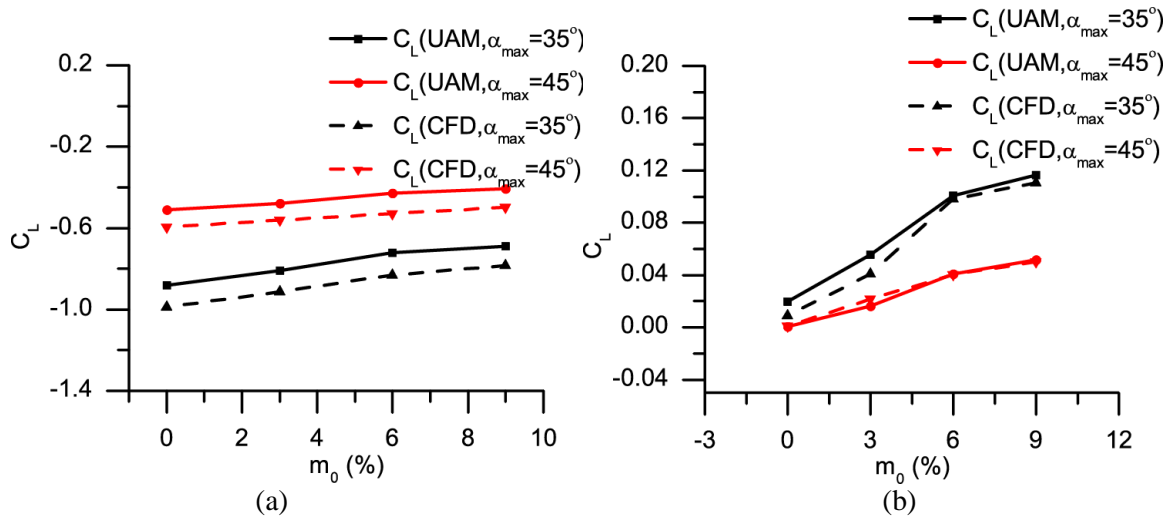 C_L(UAM,α_max=35°)
C_L(UAM,α_max=45°)
C_L(CFD,α_max=35°)
C_L(CFD,α_max=45°)
0.2
-0.2
-0.6
-1.0
-1.4
C_L
0 2 4 6 8 10
m_0 (%)
(a)
C_L(UAM,α_max=35°)
C_L(UAM,α_max=45°)
C_L(CFD,α_max=35°)
C_L(CFD,α_max=45°)
0.20
0.16
0.12
0.08
0.04
0.00
-0.04
C_L
-3 0 3 6 9 12
m_0 (%)
(b)